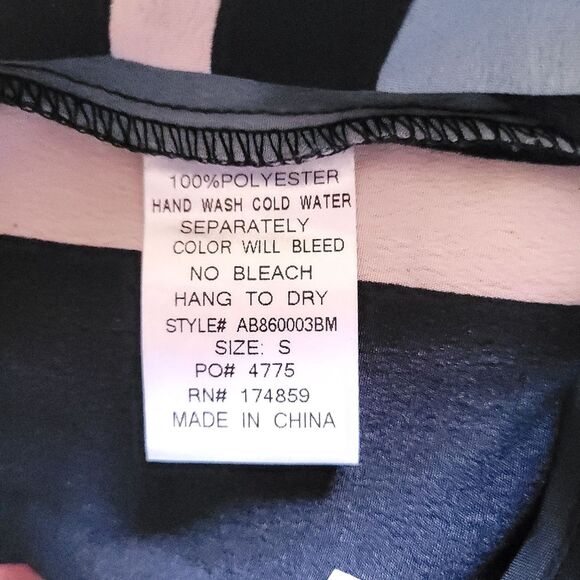 100%POLYESTER
HAND WASH COLD WATER
SEPARATELY
COLOR WILL BLEED
NO BLEACH
HANG TO DRY
STYLE# AB860003BM
SIZE: S
PO# 4775
RN# 174859
MADE IN CHINA